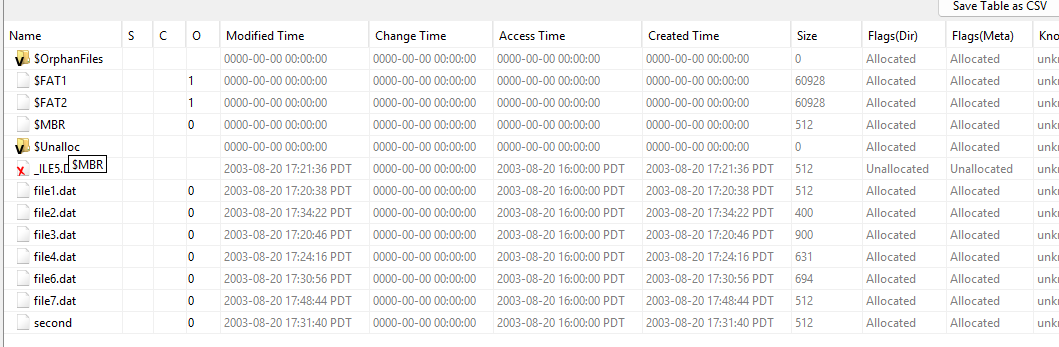 Save Table as CSV
Name S C O Modified Time Change Time Access Time Created Time Size Flags(Dir) Flags(Meta) Kno
$OrphanFiles 0000-00-00 00:00:00 0000-00-00 00:00:00 0000-00-00 00:00:00 0000-00-00 00:00:00 0 Allocated Allocated unk
$FAT1 1 0000-00-00 00:00:00 0000-00-00 00:00:00 0000-00-00 00:00:00 0000-00-00 00:00:00 60928 Allocated Allocated unk
$FAT2 1 0000-00-00 00:00:00 0000-00-00 00:00:00 0000-00-00 00:00:00 0000-00-00 00:00:00 60928 Allocated Allocated unk
$MBR 0 0000-00-00 00:00:00 0000-00-00 00:00:00 0000-00-00 00:00:00 0000-00-00 00:00:00 512 Allocated Allocated unk
$Unalloc 0000-00-00 00:00:00 0000-00-00 00:00:00 0000-00-00 00:00:00 0000-00-00 00:00:00 0 Allocated Allocated unk
_ILE5. $MBR 2003-08-20 17:21:36 PDT 0000-00-00 00:00:00 2003-08-20 16:00:00 PDT 2003-08-20 17:21:36 PDT 512 Unallocated Unallocated unk
file1.dat 0 2003-08-20 17:20:38 PDT 0000-00-00 00:00:00 2003-08-20 16:00:00 PDT 2003-08-20 17:20:38 PDT 512 Allocated Allocated unk
file2.dat 0 2003-08-20 17:34:22 PDT 0000-00-00 00:00:00 2003-08-20 16:00:00 PDT 2003-08-20 17:34:22 PDT 400 Allocated Allocated unk
file3.dat 0 2003-08-20 17:20:46 PDT 0000-00-00 00:00:00 2003-08-20 16:00:00 PDT 2003-08-20 17:20:46 PDT 900 Allocated Allocated unk
file4.dat 0 2003-08-20 17:24:16 PDT 0000-00-00 00:00:00 2003-08-20 16:00:00 PDT 2003-08-20 17:24:16 PDT 631 Allocated Allocated unk
file6.dat 0 2003-08-20 17:30:56 PDT 0000-00-00 00:00:00 2003-08-20 16:00:00 PDT 2003-08-20 17:30:56 PDT 694 Allocated Allocated unk
file7.dat 0 2003-08-20 17:48:44 PDT 0000-00-00 00:00:00 2003-08-20 16:00:00 PDT 2003-08-20 17:48:44 PDT 512 Allocated Allocated unk
second 0 2003-08-20 17:31:40 PDT 0000-00-00 00:00:00 2003-08-20 16:00:00 PDT 2003-08-20 17:31:40 PDT 512 Allocated Allocated unk